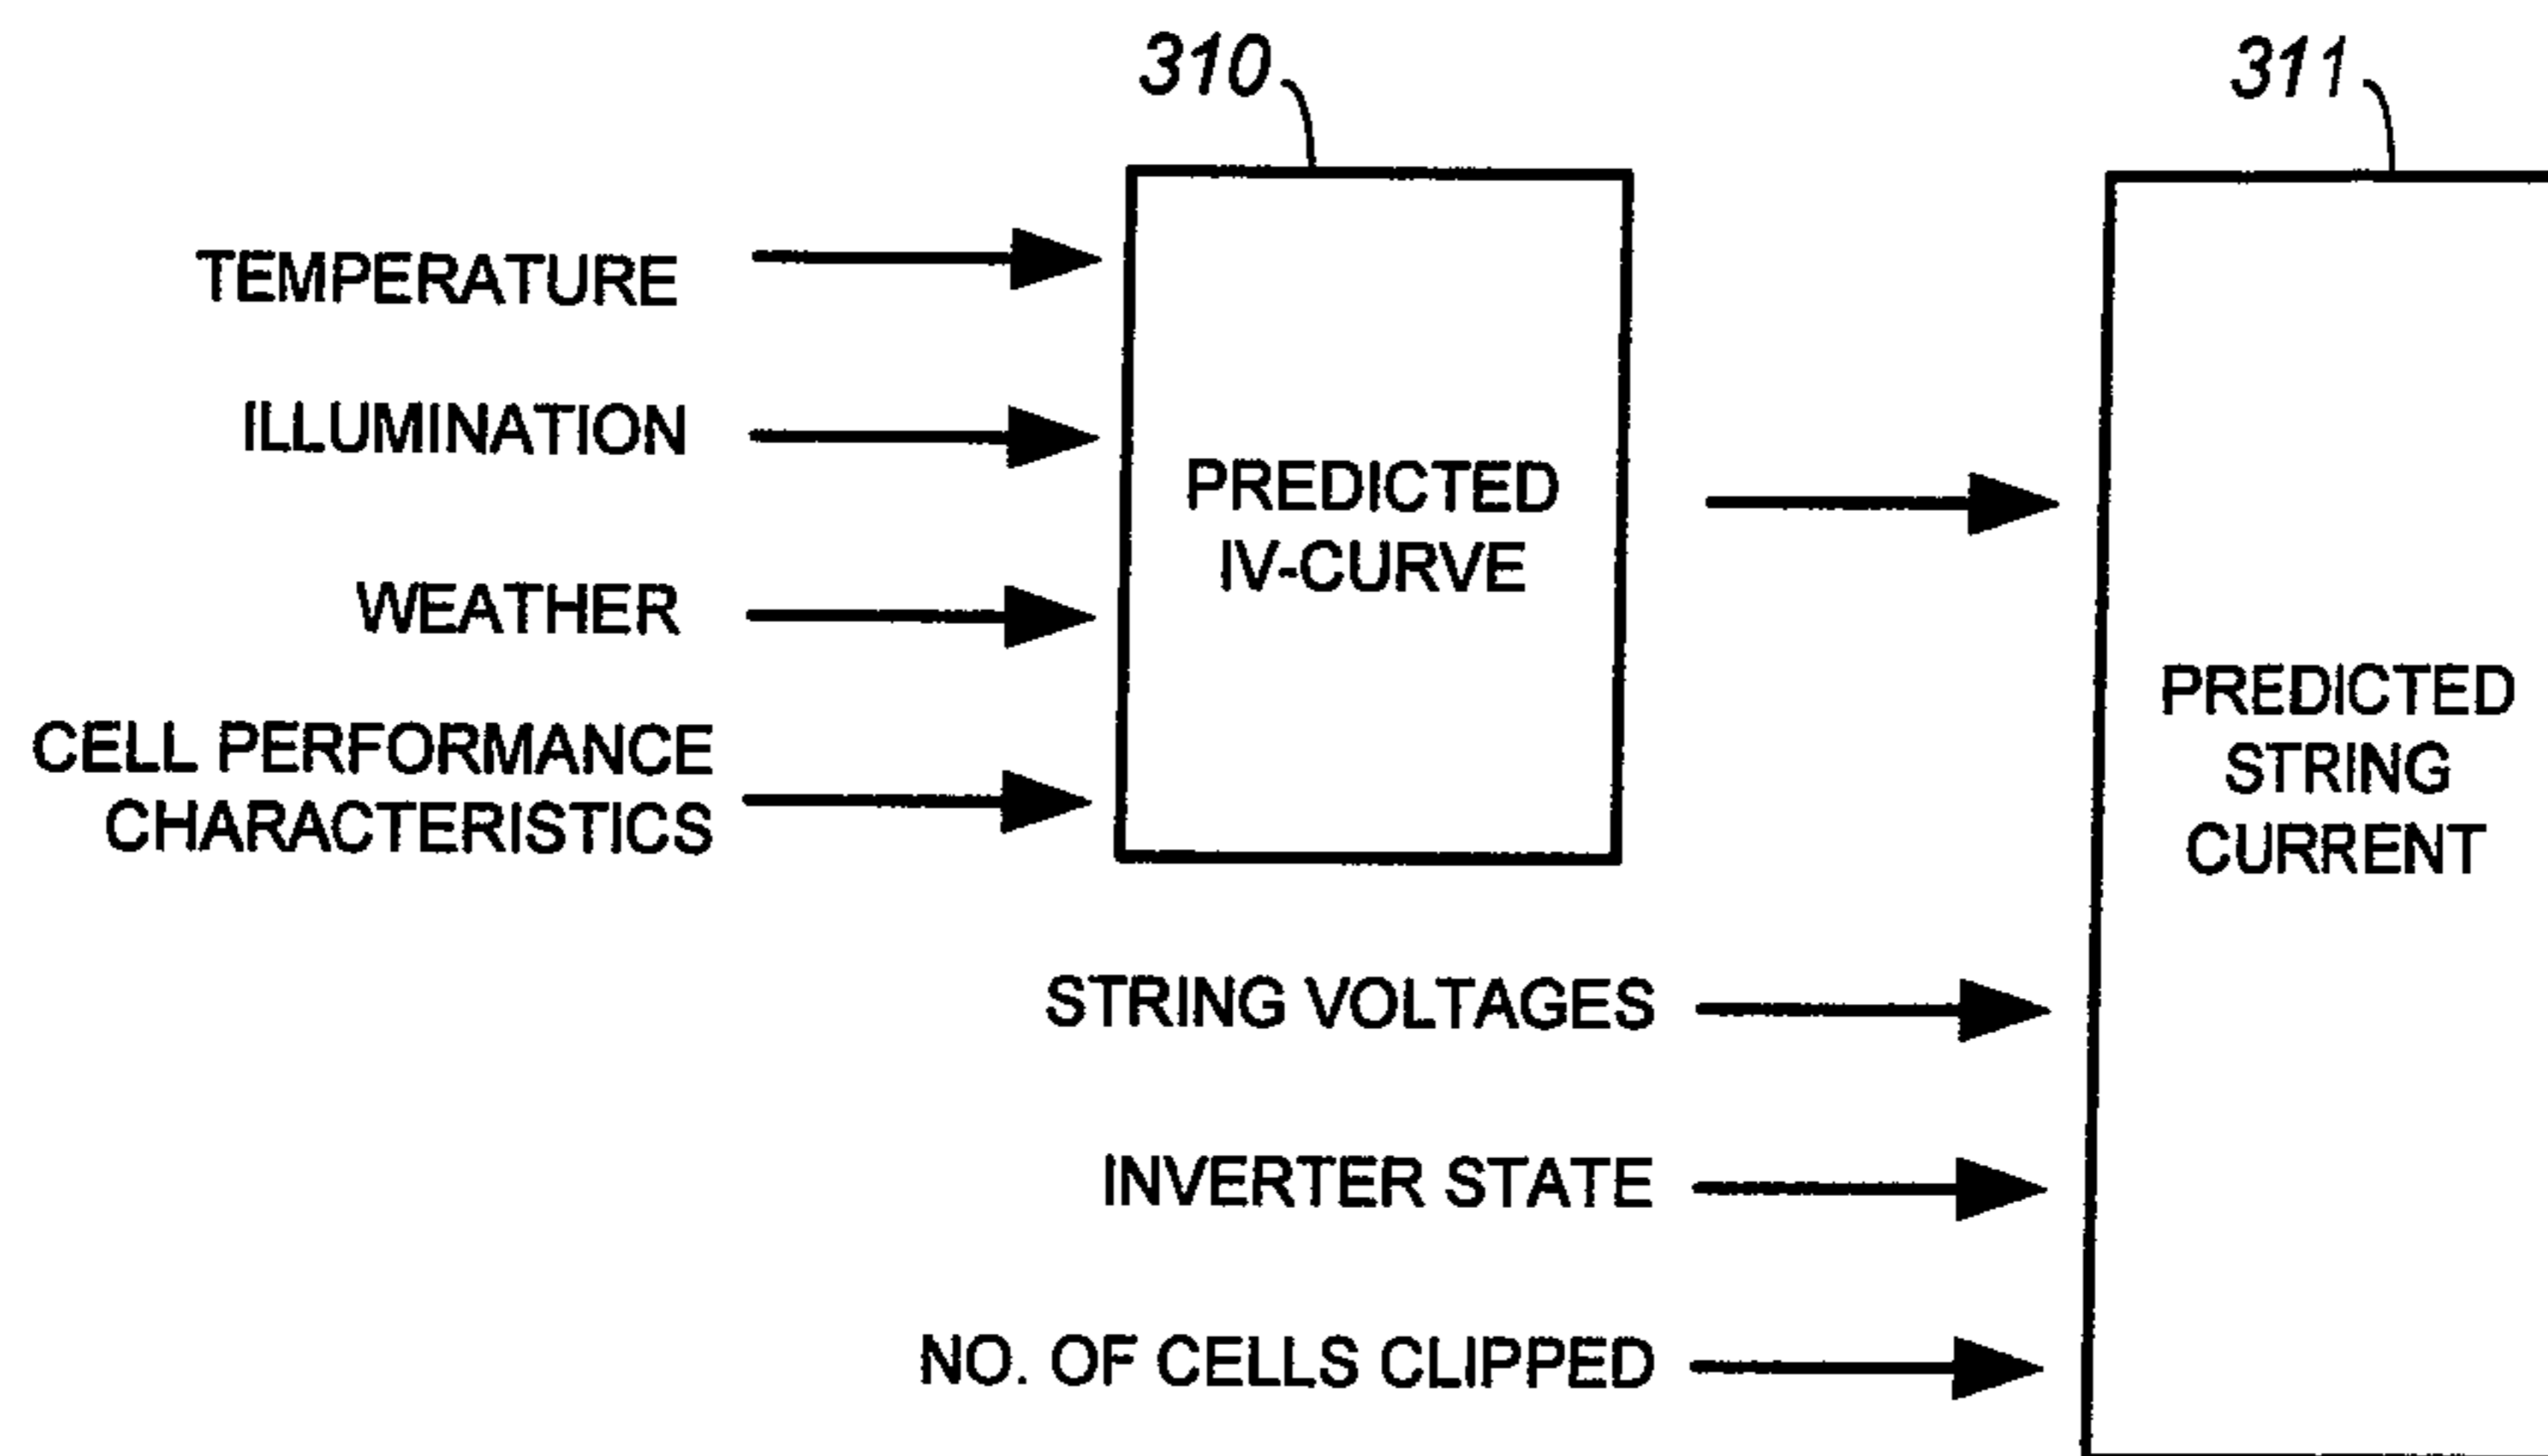 310
311
TEMPERATURE
ILLUMINATION
WEATHER
CELL PERFORMANCE
CHARACTERISTICS
PREDICTED
IV-CURVE
PREDICTED
STRING
CURRENT
STRING VOLTAGES
INVERTER STATE
NO. OF CELLS CLIPPED